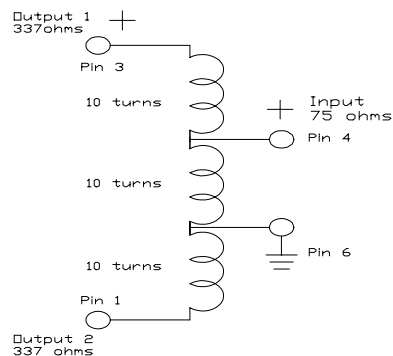 Output 1 +
337ohms
Pin 3
10 turns
+ Input
75 ohms
Pin 4
10 turns
Pin 6
10 turns
Pin 1
Output 2
337 ohms